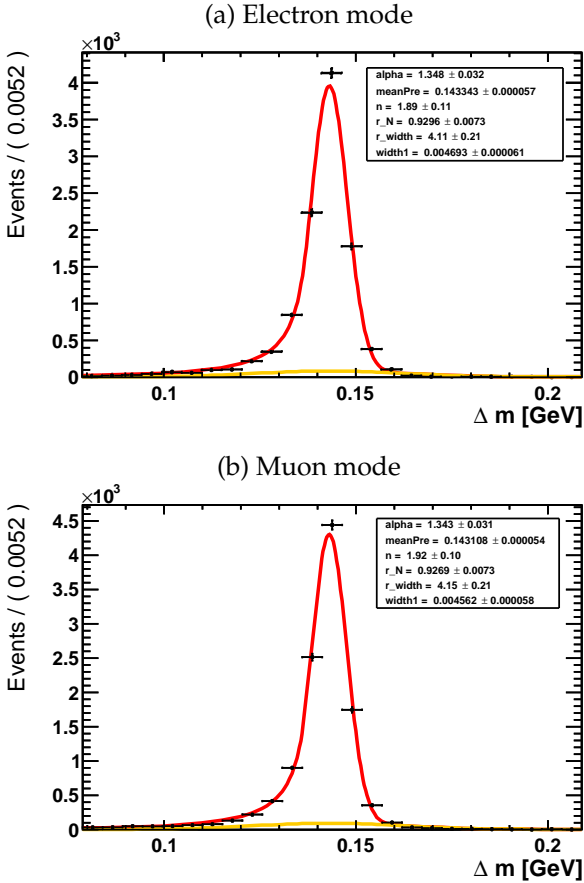 (a) Electron mode
×10³
alpha = 1.348 ± 0.032
meanPre = 0.143343 ± 0.000057
n = 1.89 ± 0.11
r_N = 0.9296 ± 0.0073
r_width = 4.11 ± 0.21
width1 = 0.004693 ± 0.000061
Events / ( 0.0052 )
4
3.5
3
2.5
2
1.5
1
0.5
0
0.1 0.15 0.2
Δ m [GeV]
(b) Muon mode
×10³
alpha = 1.343 ± 0.031
meanPre = 0.143108 ± 0.000054
n = 1.92 ± 0.10
r_N = 0.9269 ± 0.0073
r_width = 4.15 ± 0.21
width1 = 0.004562 ± 0.000058
Events / ( 0.0052 )
4.5
4
3.5
3
2.5
2
1.5
1
0.5
0
0.1 0.15 0.2
Δ m [GeV]